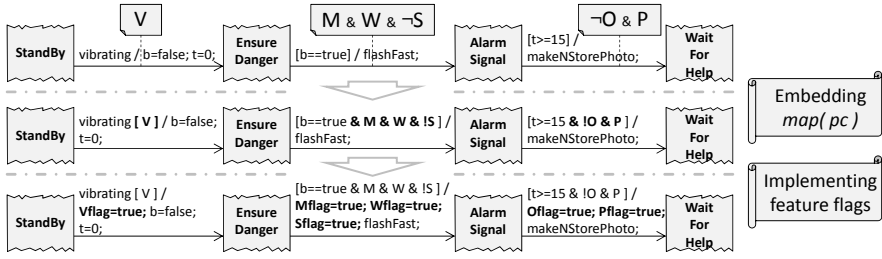 V
M & W & ¬S
¬O & P
StandBy
vibrating / b=false; t=0;
Ensure
Danger
[b==true] / flashFast;
Alarm
Signal
[t>=15] /
makeNStorePhoto;
Wait
For
Help
StandBy
vibrating [ V ] / b=false;
t=0;
Ensure
Danger
[b==true & M & W & !S ] /
flashFast;
Alarm
Signal
[t>=15 & !O & P ] /
makeNStorePhoto;
Wait
For
Help
Embedding
map( pc )
StandBy
vibrating [ V ] /
Vflag=true; b=false;
t=0;
Ensure
Danger
[b==true & M & W & !S ] /
Mflag=true; Wflag=true;
Sflag=true; flashFast;
Alarm
Signal
[t>=15 & !O & P ] /
Oflag=true; Pflag=true;
makeNStorePhoto;
Wait
For
Help
Implementing
feature flags